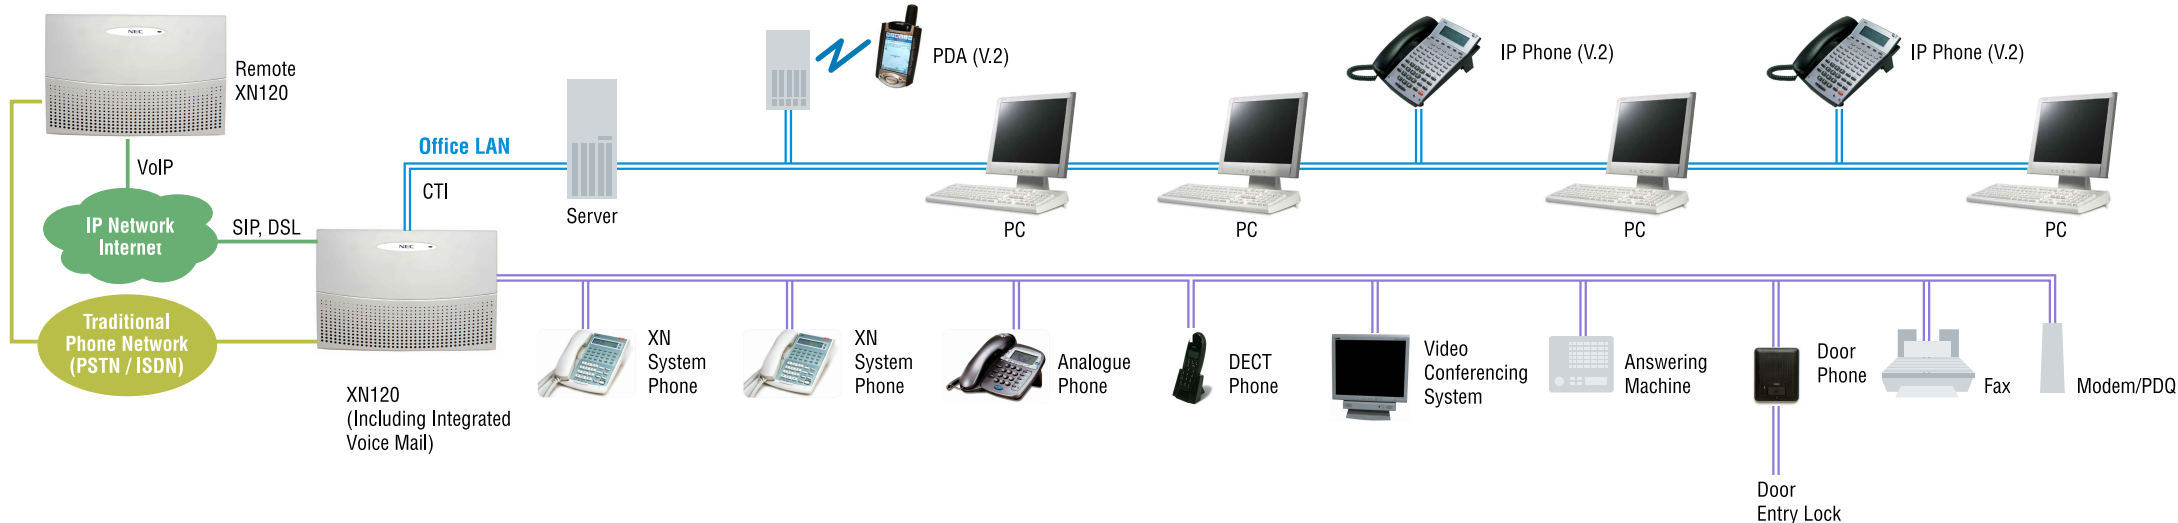 NEC
Remote
XN120
VoIP
IP Network
Internet
SIP, DSL
Traditional
Phone Network
(PSTN / ISDN)
NEC
XN120
(Including Integrated
Voice Mail)
Office LAN
CTI
Server
PDA (V.2)
PC
PC
IP Phone (V.2)
PC
IP Phone (V.2)
PC
XN
System
Phone
XN
System
Phone
Analogue
Phone
DECT
Phone
Video
Conferencing
System
Answering
Machine
Door
Phone
Door
Entry Lock
Fax
Modem/PDQ